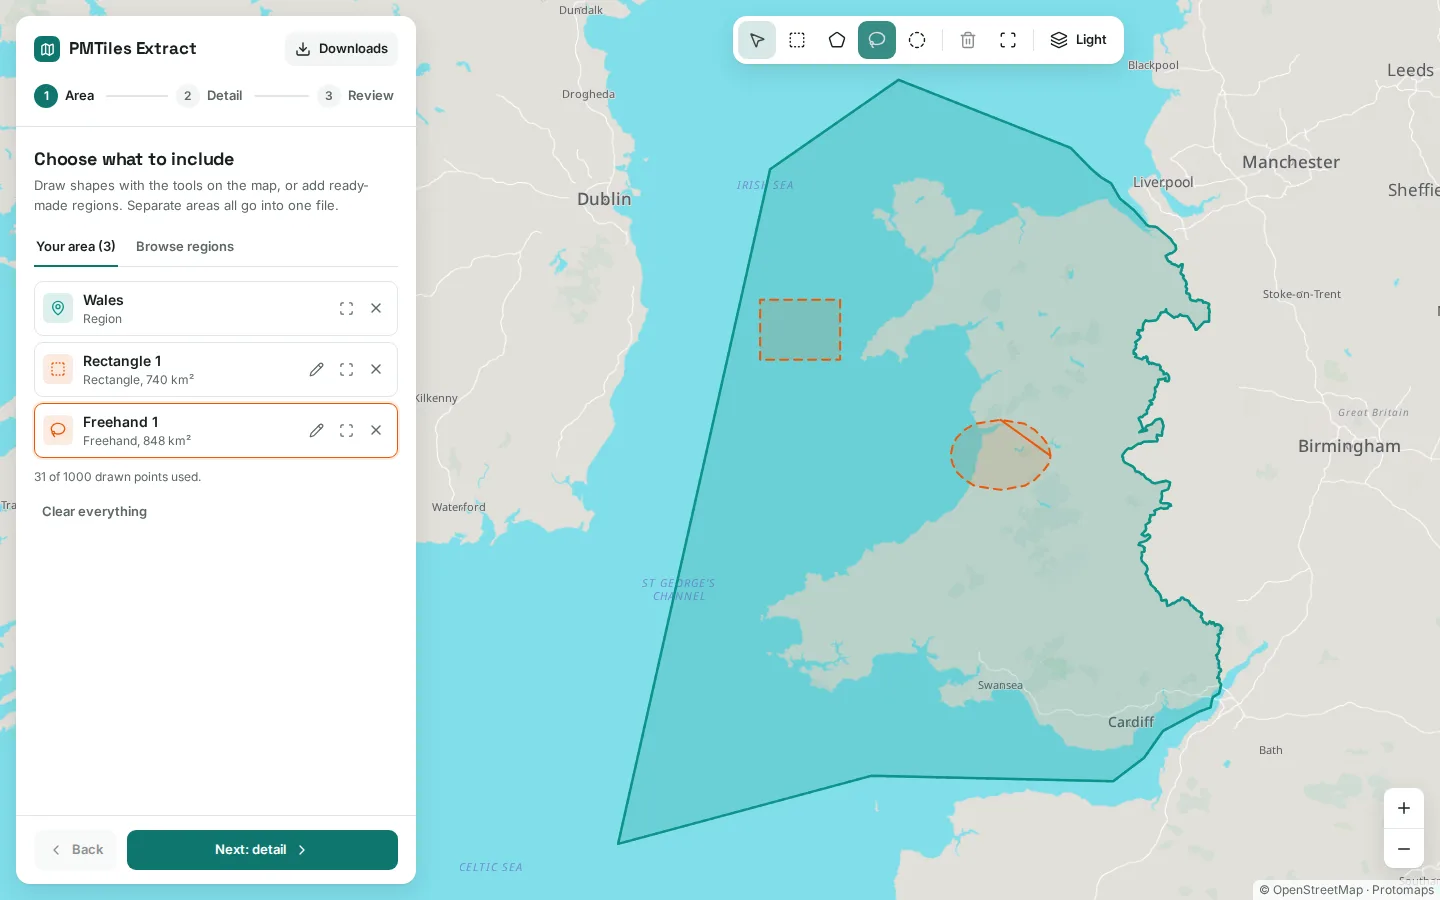 PMTiles Extract
Downloads
1 Area
2 Detail
3 Review
Choose what to include
Draw shapes with the tools on the map, or add ready-
made regions. Separate areas all go into one file.
Your area (3)
Browse regions
Wales
Region
Rectangle 1
Rectangle, 740 km²
Freehand 1
Freehand, 848 km²
31 of 1000 drawn points used.
Clear everything
Back
Next: detail
Light
Dundalk
Drogheda
Dublin
Kilkenny
Waterford
Tra
IRISH SEA
ST GEORGE'S
CHANNEL
CELTIC SEA
Blackpool
Leeds
Manchester
Liverpool
Sheffie
Stoke-on-Trent
Great Britain
Birmingham
Swansea
Cardiff
Bath
© OpenStreetMap · Protomaps